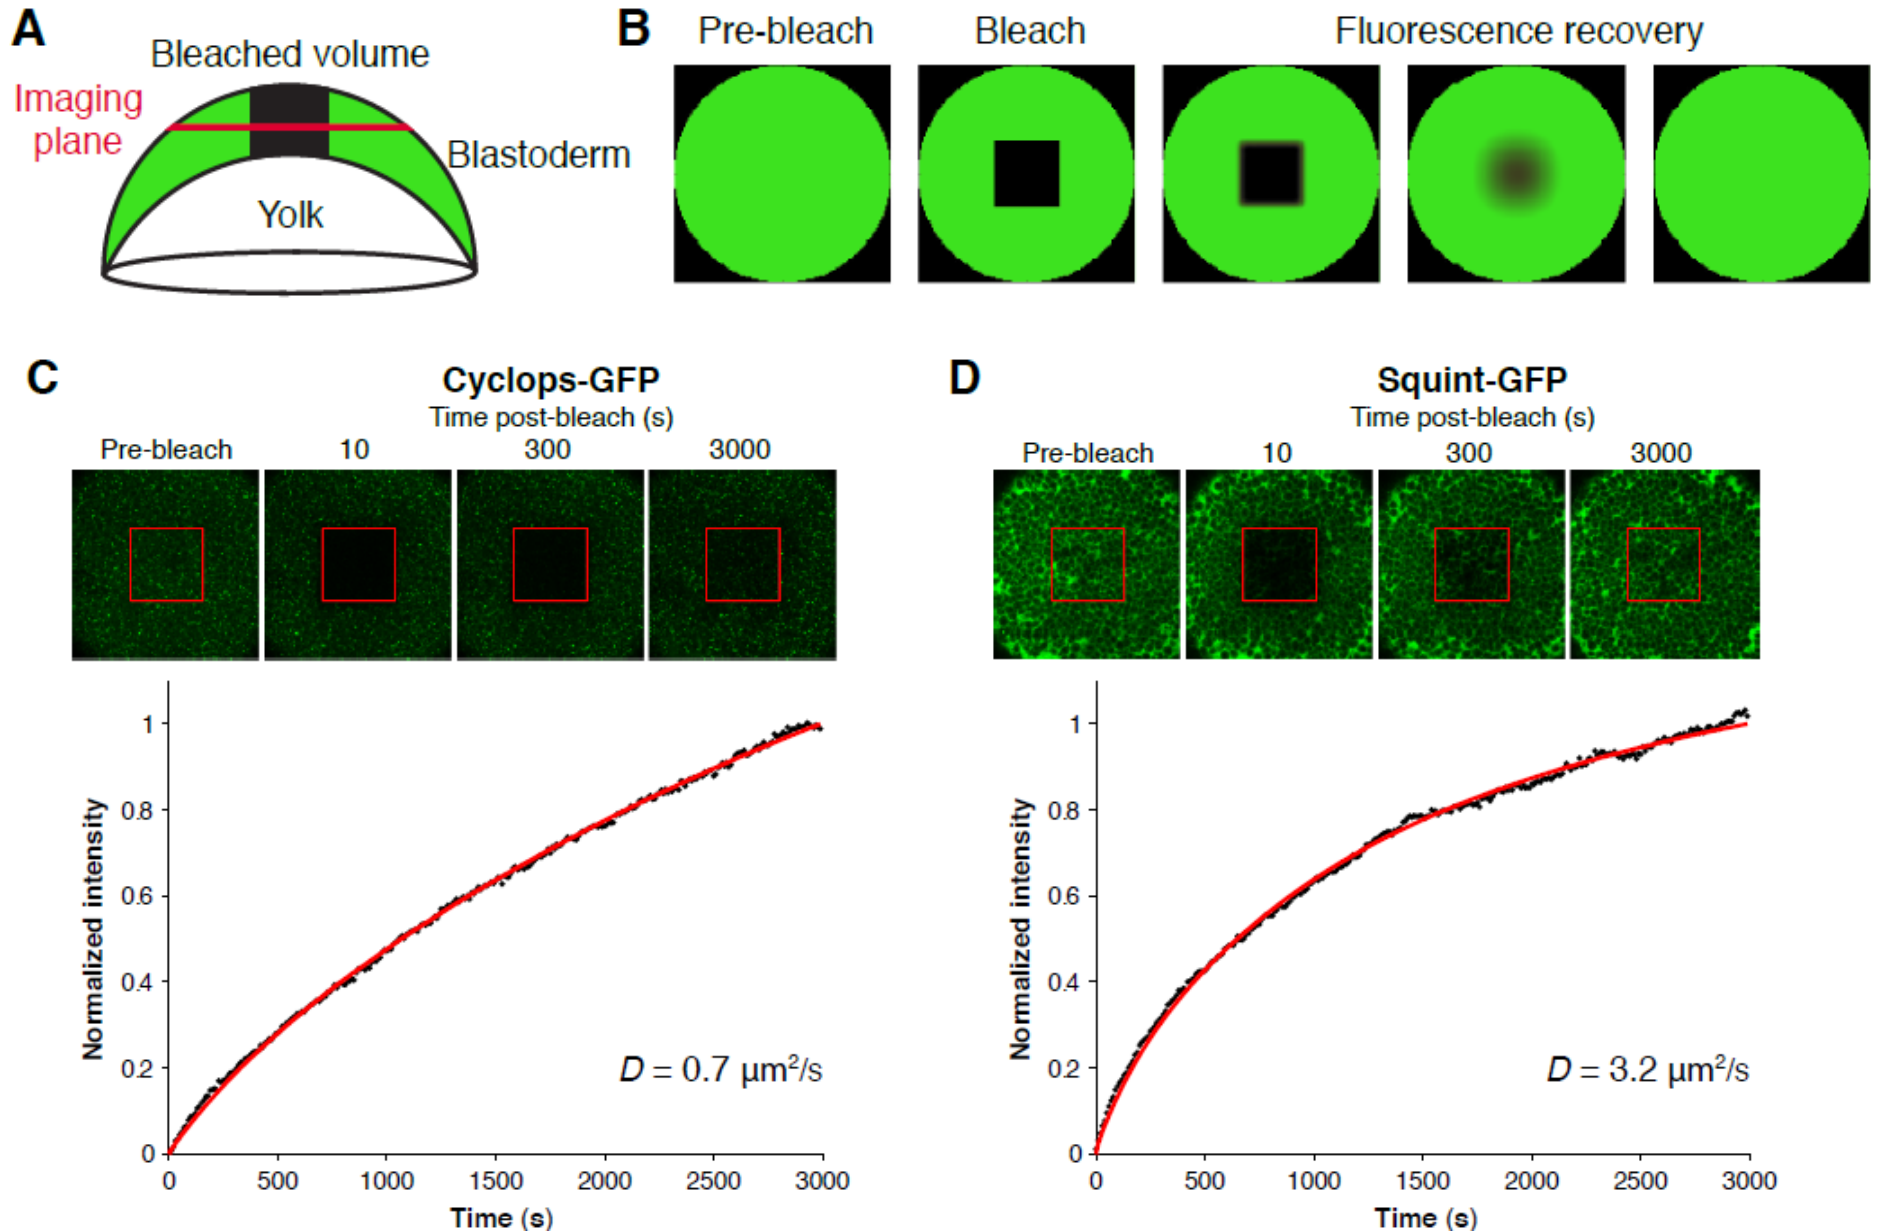 A
Bleached volume
Imaging
plane
Blastoderm
Yolk
B
Pre-bleach
Bleach
Fluorescence recovery
C
Cyclops-GFP
Time post-bleach (s)
Pre-bleach 10 300 3000
Normalized intensity
1
0.8
0.6
0.4
0.2
0
D = 0.7 µm²/s
0 500 1000 1500 2000 2500 3000
Time (s)
D
Squint-GFP
Time post-bleach (s)
Pre-bleach 10 300 3000
Normalized intensity
1
0.8
0.6
0.4
0.2
0
D = 3.2 µm²/s
0 500 1000 1500 2000 2500 3000
Time (s)